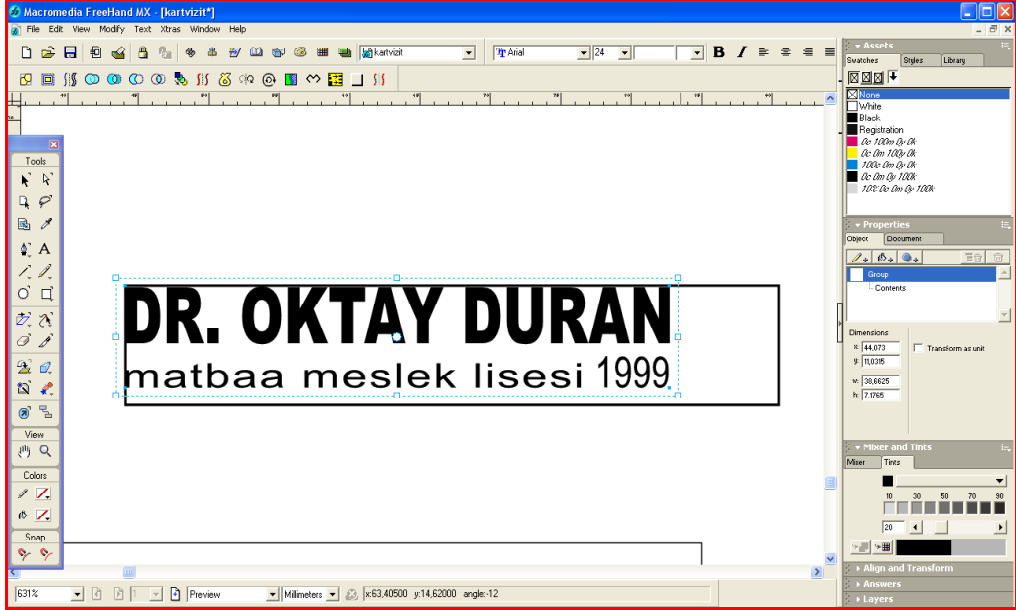 Macromedia FreeHand MX - [kartvizit*]
File Edit View Modify Text Xtras Window Help
kartvizit Arial 24 B I
Tools
DR. OKTAY DURAN
matbaa meslek lisesi 1999
View
Colors
Snap
631% 1 Preview Millimeters x:63,40500 y:14,62000 angle:-12
Assets
Swatches Styles Library
None
White
Black
Registration
0c 100m 0y 0k
0c 0m 100y 0k
100c 0m 0y 0k
0c 0m 0y 100k
10% 0c 0m 0y 100k
Properties
Object Document
Group
Contents
Dimensions
x: 44,073 Transform as unit
y: 11,0315
w: 38,6625
h: 7,1765
Mixer and Tints
Mixer Tints
10 30 50 70 90
20
Align and Transform
Answers
Layers